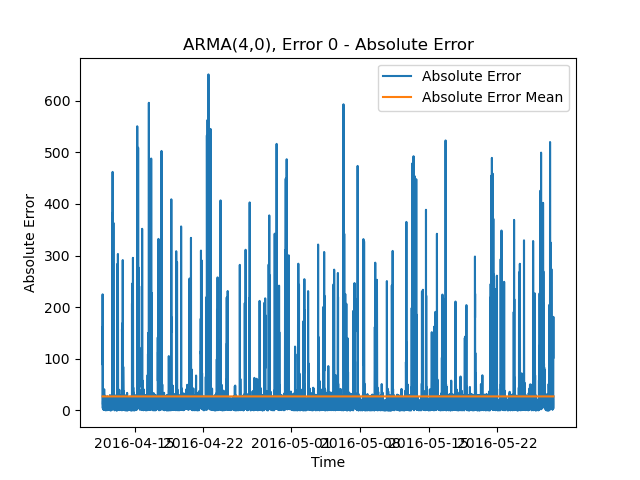 ARMA(4,0), Error 0 - Absolute Error
Absolute Error
Absolute Error Mean
Absolute Error
600
500
400
300
200
100
0
2016-04-15
2016-04-22
2016-05-01
2016-05-08
2016-05-15
2016-05-22
Time